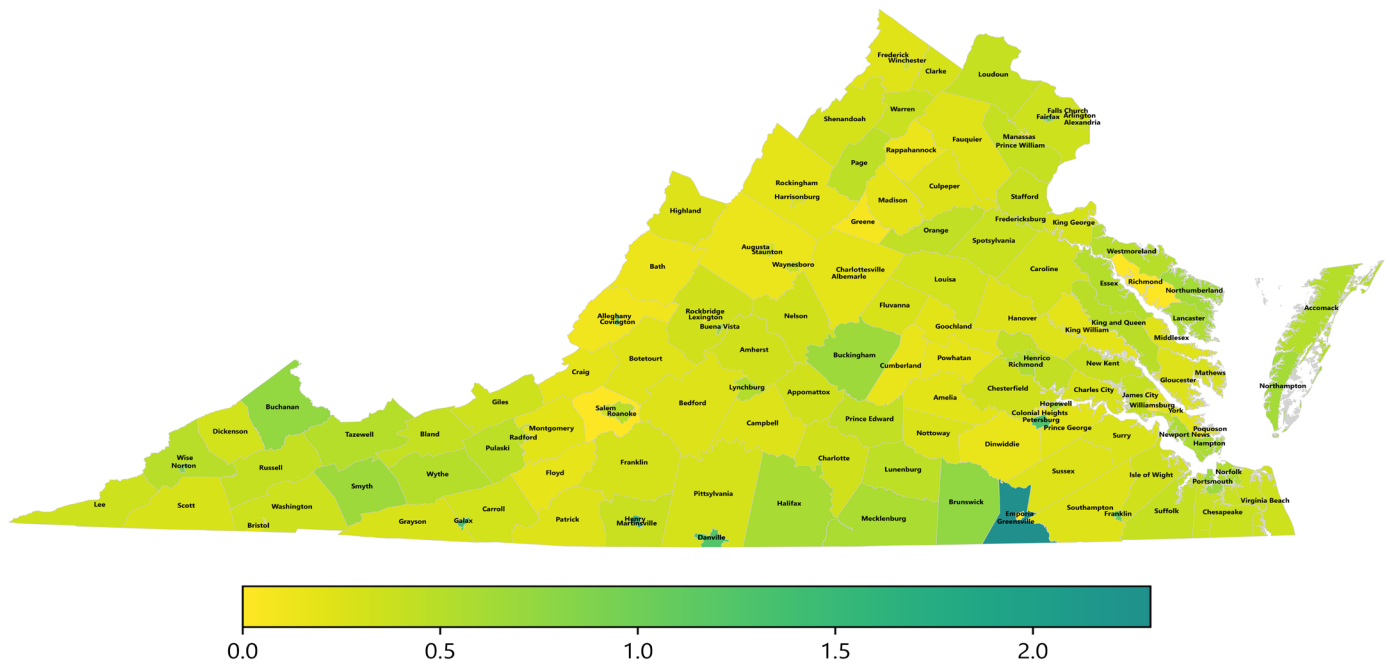 Frederick
Winchester
Clarke
Loudoun
Warren
Falls Church
Fairfax
Arlington
Alexandria
Shenandoah
Manassas
Fauquier
Prince William
Rappahannock
Page
Rockingham
Culpeper
Harrisonburg
Madison
Stafford
Highland
Greene
Fredericksburg
King George
Orange
Spotsylvania
Augusta
Staunton
Westmoreland
Waynesboro
Bath
Charlottesville
Albemarle
Caroline
Louisa
Essex
Richmond
Northumberland
Fluvanna
Accomack
Rockbridge
Lexington
Nelson
Alleghany
Covington
Buena Vista
Goochland
Hanover
King and Queen
Lancaster
King William
Middlesex
Amherst
Buckingham
Botetourt
Cumberland
Powhatan
Henrico
Richmond
New Kent
Craig
Mathews
Gloucester
Northampton
Lynchburg
Appomattox
Chesterfield
Charles City
James City
Amelia
Giles
Bedford
Hopewell
Williamsburg
York
Buchanan
Salem
Roanoke
Colonial Heights
Petersburg
Prince George
Prince Edward
Campbell
Montgomery
Poquoson
Dickenson
Tazewell
Bland
Radford
Nottoway
Surry
Newport News
Hampton
Pulaski
Dinwiddie
Wise
Norton
Charlotte
Franklin
Russell
Lunenburg
Wythe
Floyd
Sussex
Isle of Wight
Norfolk
Portsmouth
Smyth
Pittsylvania
Virginia Beach
Lee
Scott
Washington
Halifax
Brunswick
Carroll
Southampton
Suffolk
Chesapeake
Emporia
Franklin
Grayson
Galax
Patrick
Henry
Martinsville
Mecklenburg
Greensville
Bristol
Danville
0.0
0.5
1.0
1.5
2.0